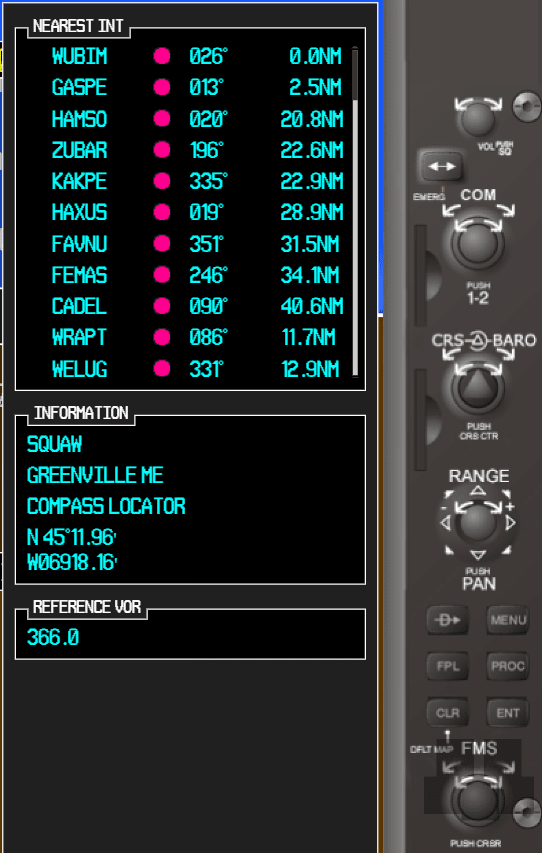 NEAREST INT
WUBIM 026° 0.0NM
GASPE 013° 2.5NM
HAMSO 020° 20.8NM
ZUBAR 196° 22.6NM
KAKPE 335° 22.9NM
HAXUS 019° 28.9NM
FAVNU 351° 31.5NM
FEMAS 246° 34.1NM
CADEL 090° 40.6NM
WRAPT 086° 11.7NM
WELUG 331° 12.9NM
INFORMATION
SQUAW
GREENVILLE ME
COMPASS LOCATOR
N 45°11.96'
W06918.16'
REFERENCE VOR
366.0
VOL PUSH SQ
EMERG
COM
PUSH
1-2
CRS BARO
PUSH
CRS CTR
RANGE
- +
PUSH
PAN
D MENU
FPL PROC
CLR ENT
DFLT MAP FMS
PUSH CRSR